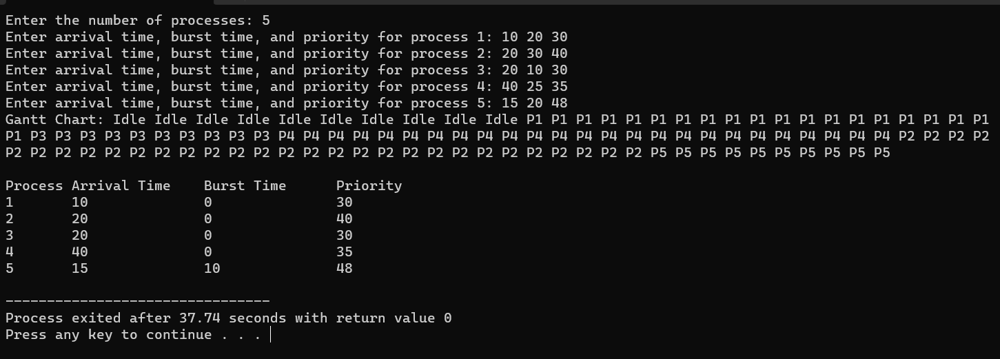 Enter the number of processes: 5
Enter arrival time, burst time, and priority for process 1: 10 20 30
Enter arrival time, burst time, and priority for process 2: 20 30 40
Enter arrival time, burst time, and priority for process 3: 20 10 30
Enter arrival time, burst time, and priority for process 4: 40 25 35
Enter arrival time, burst time, and priority for process 5: 15 20 48
Gantt Chart: Idle Idle Idle Idle Idle Idle Idle Idle Idle Idle P1 P1 P1 P1 P1 P1 P1 P1 P1 P1 P1 P1 P1 P1 P1 P1 P1 P1 P1
P1 P3 P3 P3 P3 P3 P3 P3 P3 P3 P3 P4 P4 P4 P4 P4 P4 P4 P4 P4 P4 P4 P4 P4 P4 P4 P4 P4 P4 P4 P4 P4 P4 P4 P4 P4 P2 P2 P2 P2
P2 P2 P2 P2 P2 P2 P2 P2 P2 P2 P2 P2 P2 P2 P2 P2 P2 P2 P2 P2 P2 P2 P2 P2 P2 P2 P5 P5 P5 P5 P5 P5 P5 P5 P5 P5
Process Arrival Time    Burst Time      Priority
1       10              0               30
2       20              0               40
3       20              0               30
4       40              0               35
5       15              10              48
--------------------------------
Process exited after 37.74 seconds with return value 0
Press any key to continue . . .